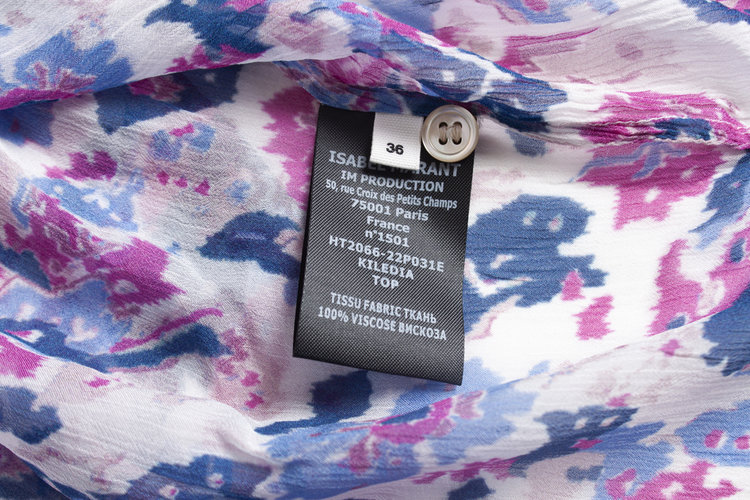 36
ISABEL MARANT
IM PRODUCTION
50, rue Croix des Petits Champs
75001 Paris
France
n°1501
HT2066-22P031E
KILEDIA
TOP
TISSU FABRIC ТКАНЬ
100% VISCOSE ВИСКОЗА